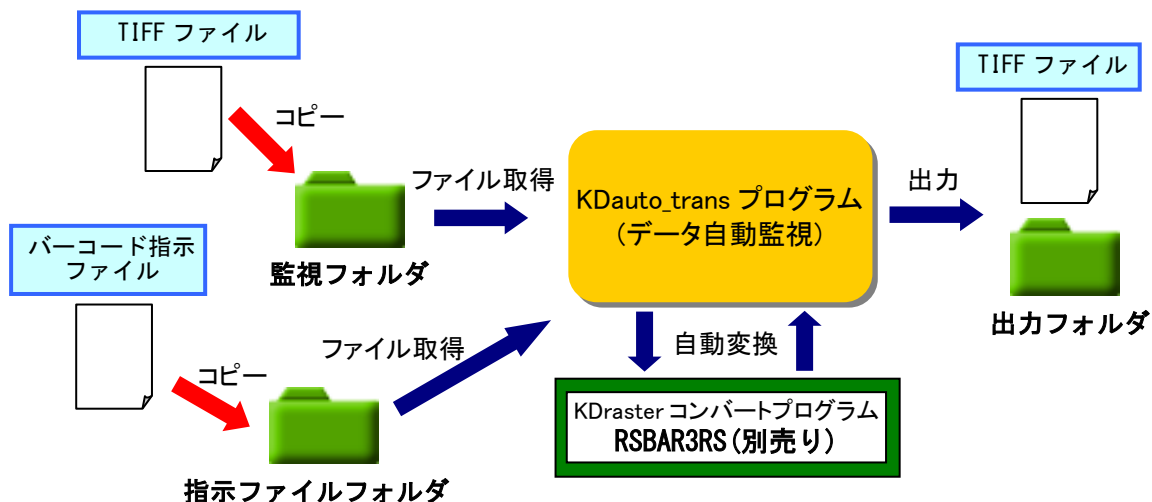 TIFF ファイル
コピー
監視フォルダ
ファイル取得
バーコード指示
ファイル
コピー
指示ファイルフォルダ
ファイル取得
KDauto_trans プログラム
(データ自動監視)
自動変換
KDraster コンバートプログラム
RSBAR3RS(別売り)
出力
TIFF ファイル
出力フォルダ